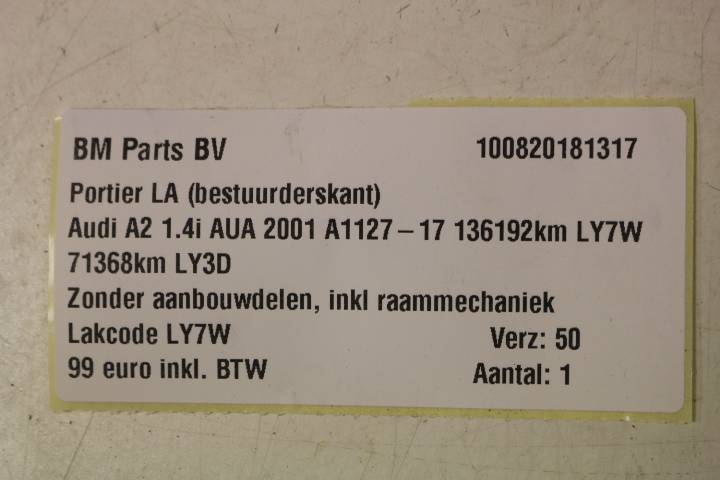 BM Parts BV 100820181317
Portier LA (bestuurderskant)
Audi A2 1.4i AUA 2001 A1127-17 136192km LY7W
71368km LY3D
Zonder aanbouwdelen, inkl raammechaniek
Lakcode LY7W Verz: 50
99 euro inkl. BTW Aantal: 1